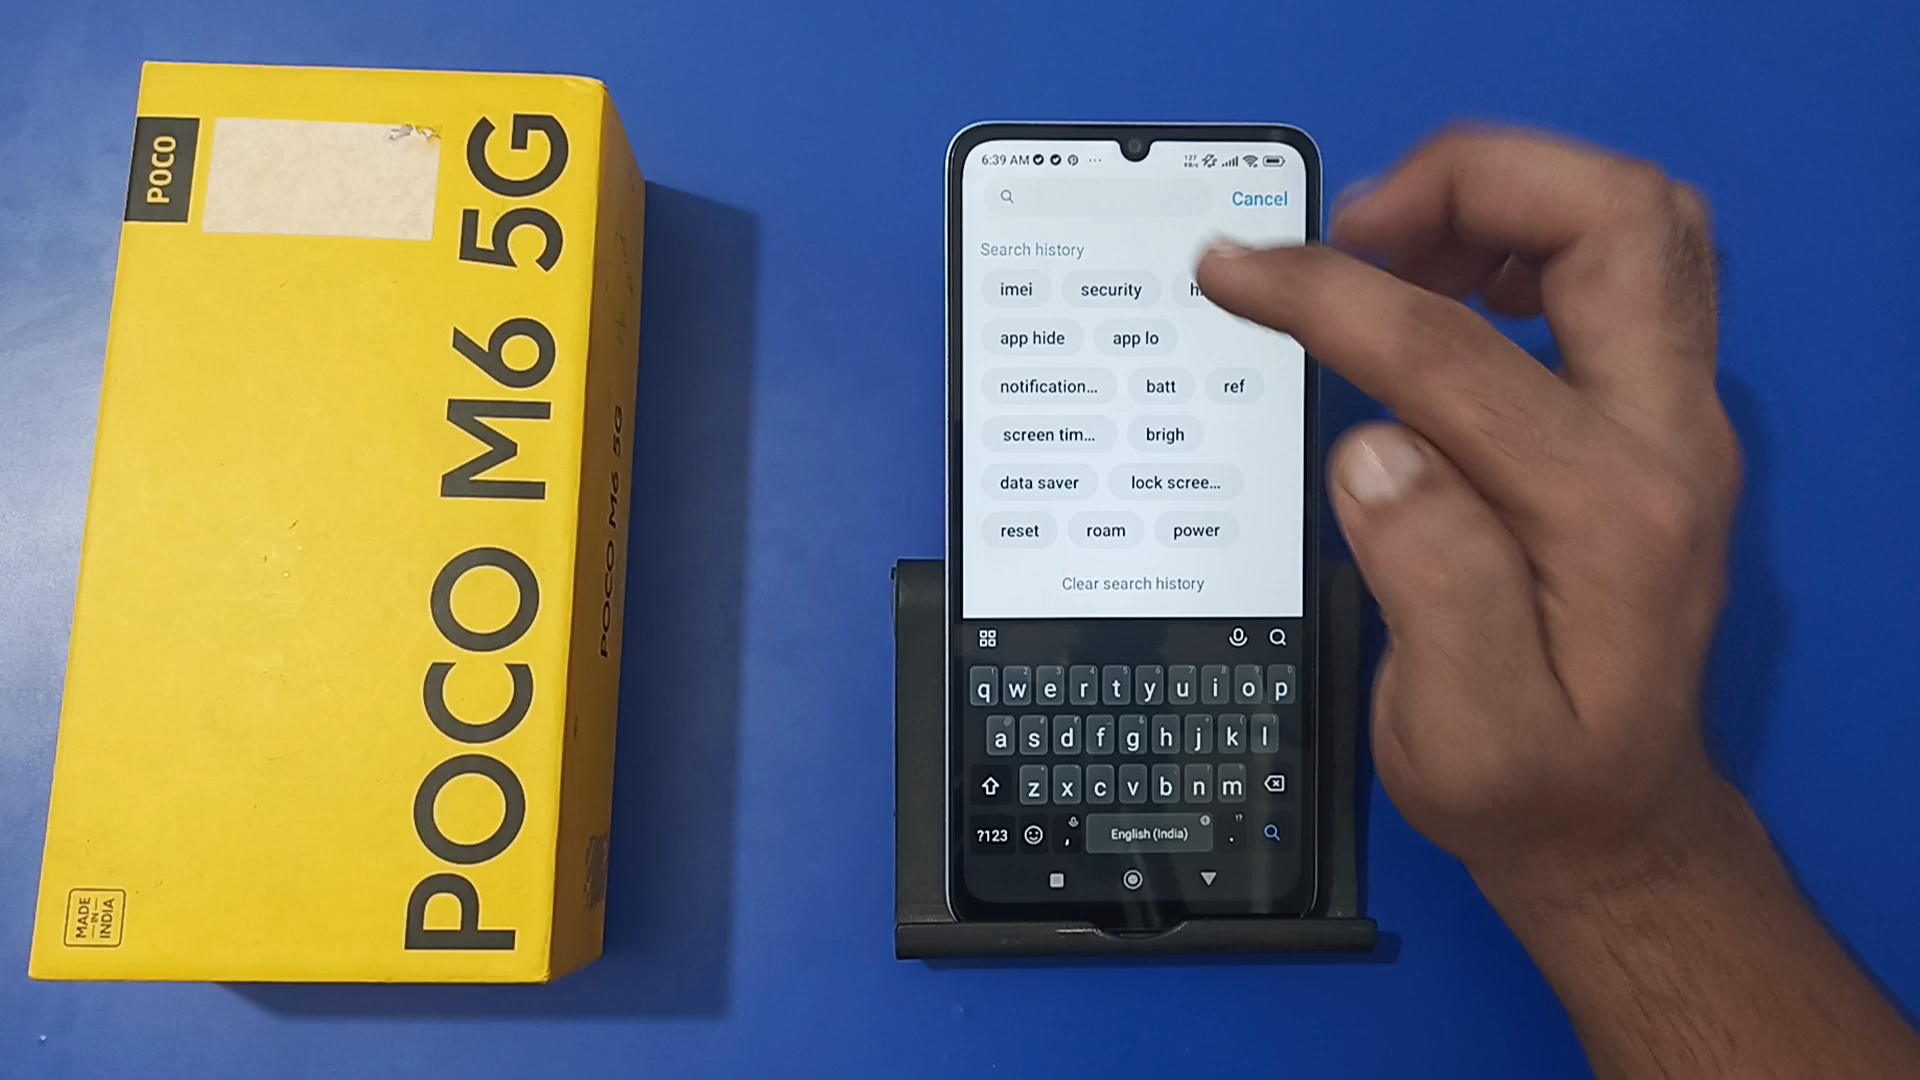 POCO
POCO M6 5G
POCO M6 5G
MADE
IN
INDIA
6:39 AM
Cancel
Search history
imei security
app hide app lo
notification... batt ref
screen tim... brigh
data saver lock scree...
reset roam power
Clear search history
q w e r t y u i o p
a s d f g h j k l
z x c v b n m
?123 , English (India) .